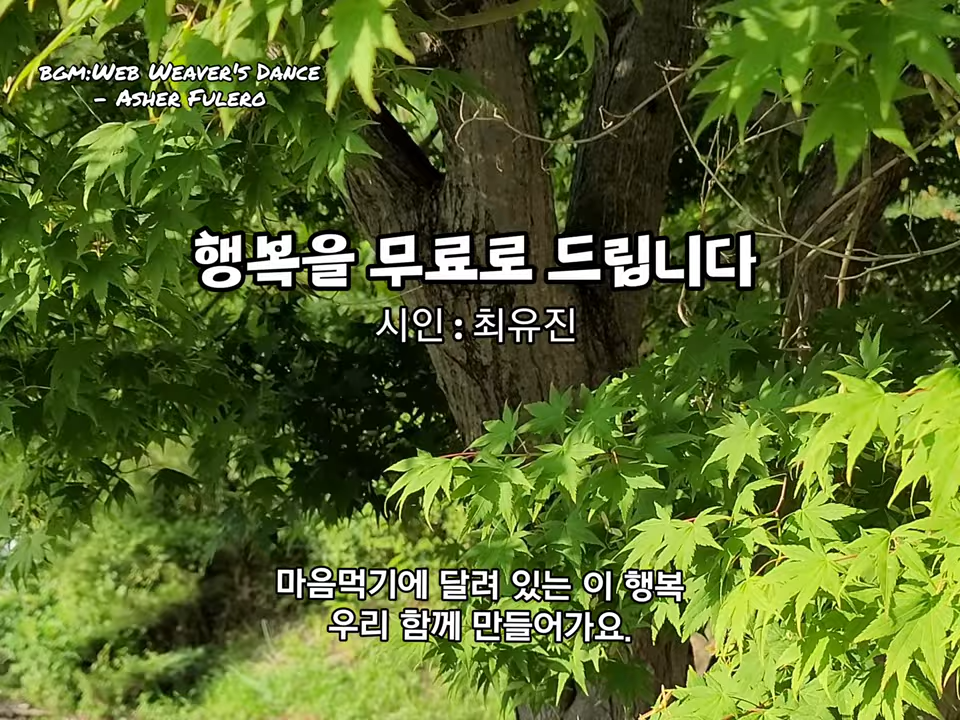 BGM:Web Weaver's Dance
- Asher Fulero
행복을 무료로 드립니다
시인 : 최유진
마음먹기에 달려 있는 이 행복
우리 함께 만들어가요.